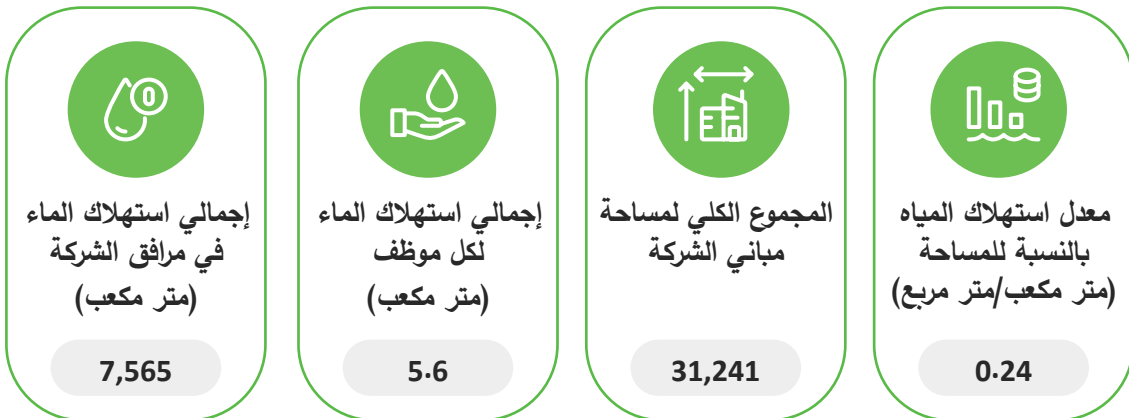 معدل استهلاك المياه
بالنسبة للمساحة
(متر مكعب/متر مربع)
0.24
المجموع الكلي لمساحة
مباني الشركة
31,241
إجمالي استهلاك الماء
لكل موظف
(متر مكعب)
5.6
0
إجمالي استهلاك الماء
في مرافق الشركة
(متر مكعب)
7,565